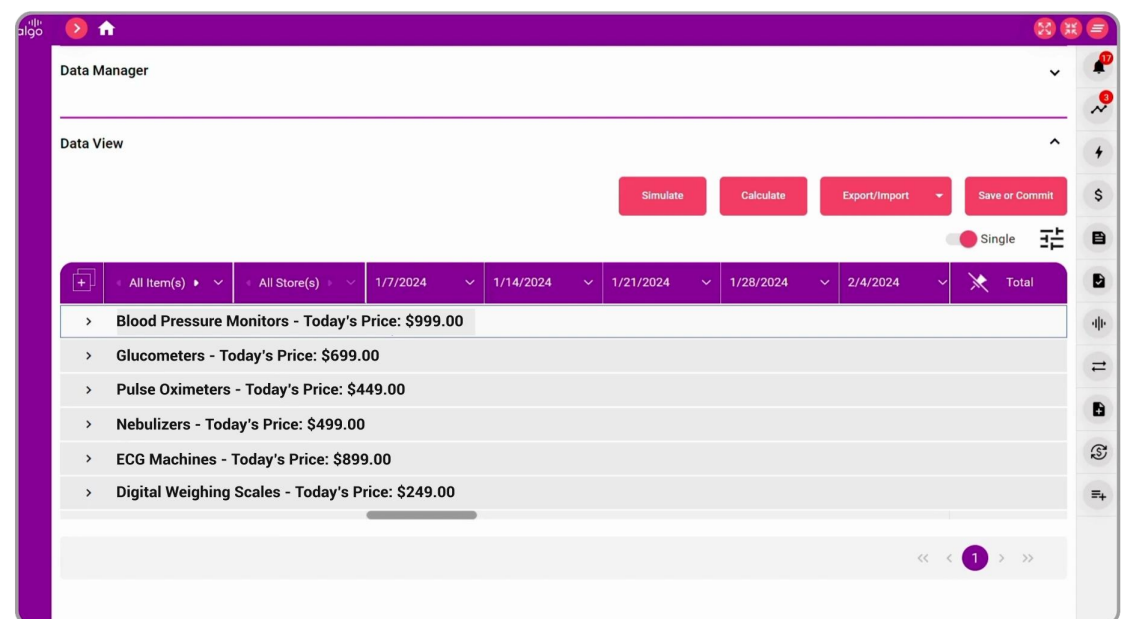 algo
17
Data Manager
3
Data View
Simulate Calculate Export/Import Save or Commit
Single
All Item(s) All Store(s) 1/7/2024 1/14/2024 1/21/2024 1/28/2024 2/4/2024 Total
Blood Pressure Monitors - Today's Price: $999.00
Glucometers - Today's Price: $699.00
Pulse Oximeters - Today's Price: $449.00
Nebulizers - Today's Price: $499.00
ECG Machines - Today's Price: $899.00
Digital Weighing Scales - Today's Price: $249.00
<< < 1 > >>